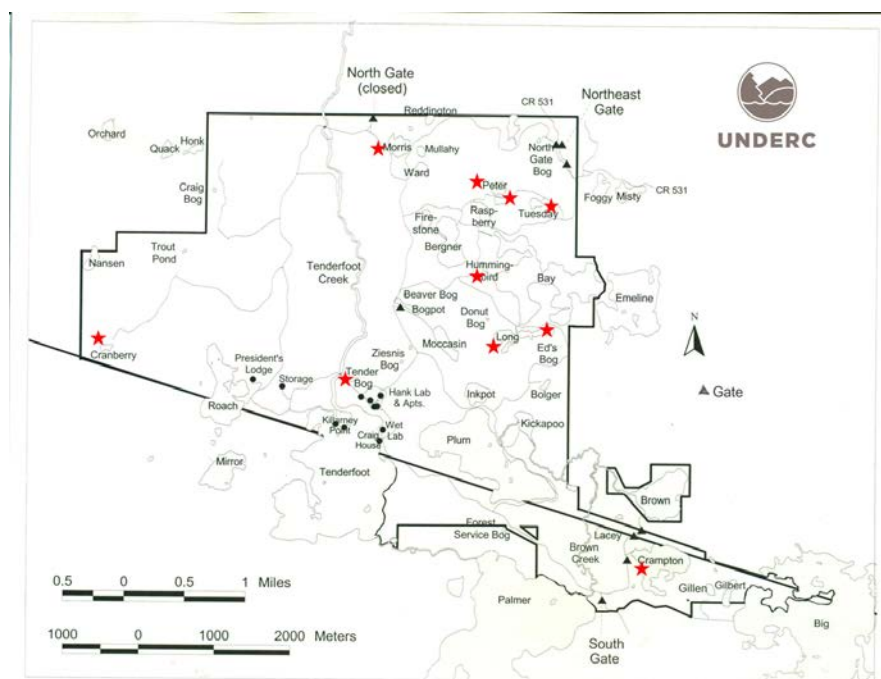 North Gate
(closed)
Reddington
CR 531
Northeast
Gate
UNDERC
Orchard
Honk
Quack
Morris
Mullahy
North
Gate
Bog
Ward
Craig
Bog
Peter
CR 531
Foggy
Misty
Rasp-
berry
Tuesday
Fire-
stone
Bergner
Trout
Pond
Nansen
Tenderfoot
Creek
Humming-
bird
Bay
Emeline
Beaver Bog
Bogpot
Donut
Bog
N
Long
Ed's
Bog
Moccasin
Cranberry
Ziesnis
Bog
President's
Lodge
Storage
Tender
Bog
Hank Lab
& Apts.
Gate
Inkpot
Bolger
Roach
Killarney
Point
Wet
Lab
Craig
House
Kickapoo
Plum
Mirror
Tenderfoot
Brown
Forest
Service Bog
Lacey
Brown
Creek
Crampton
Gillen
Gilbert
0.5 0 0.5 1 Miles
Palmer
Big
1000 0 1000 2000 Meters
South
Gate